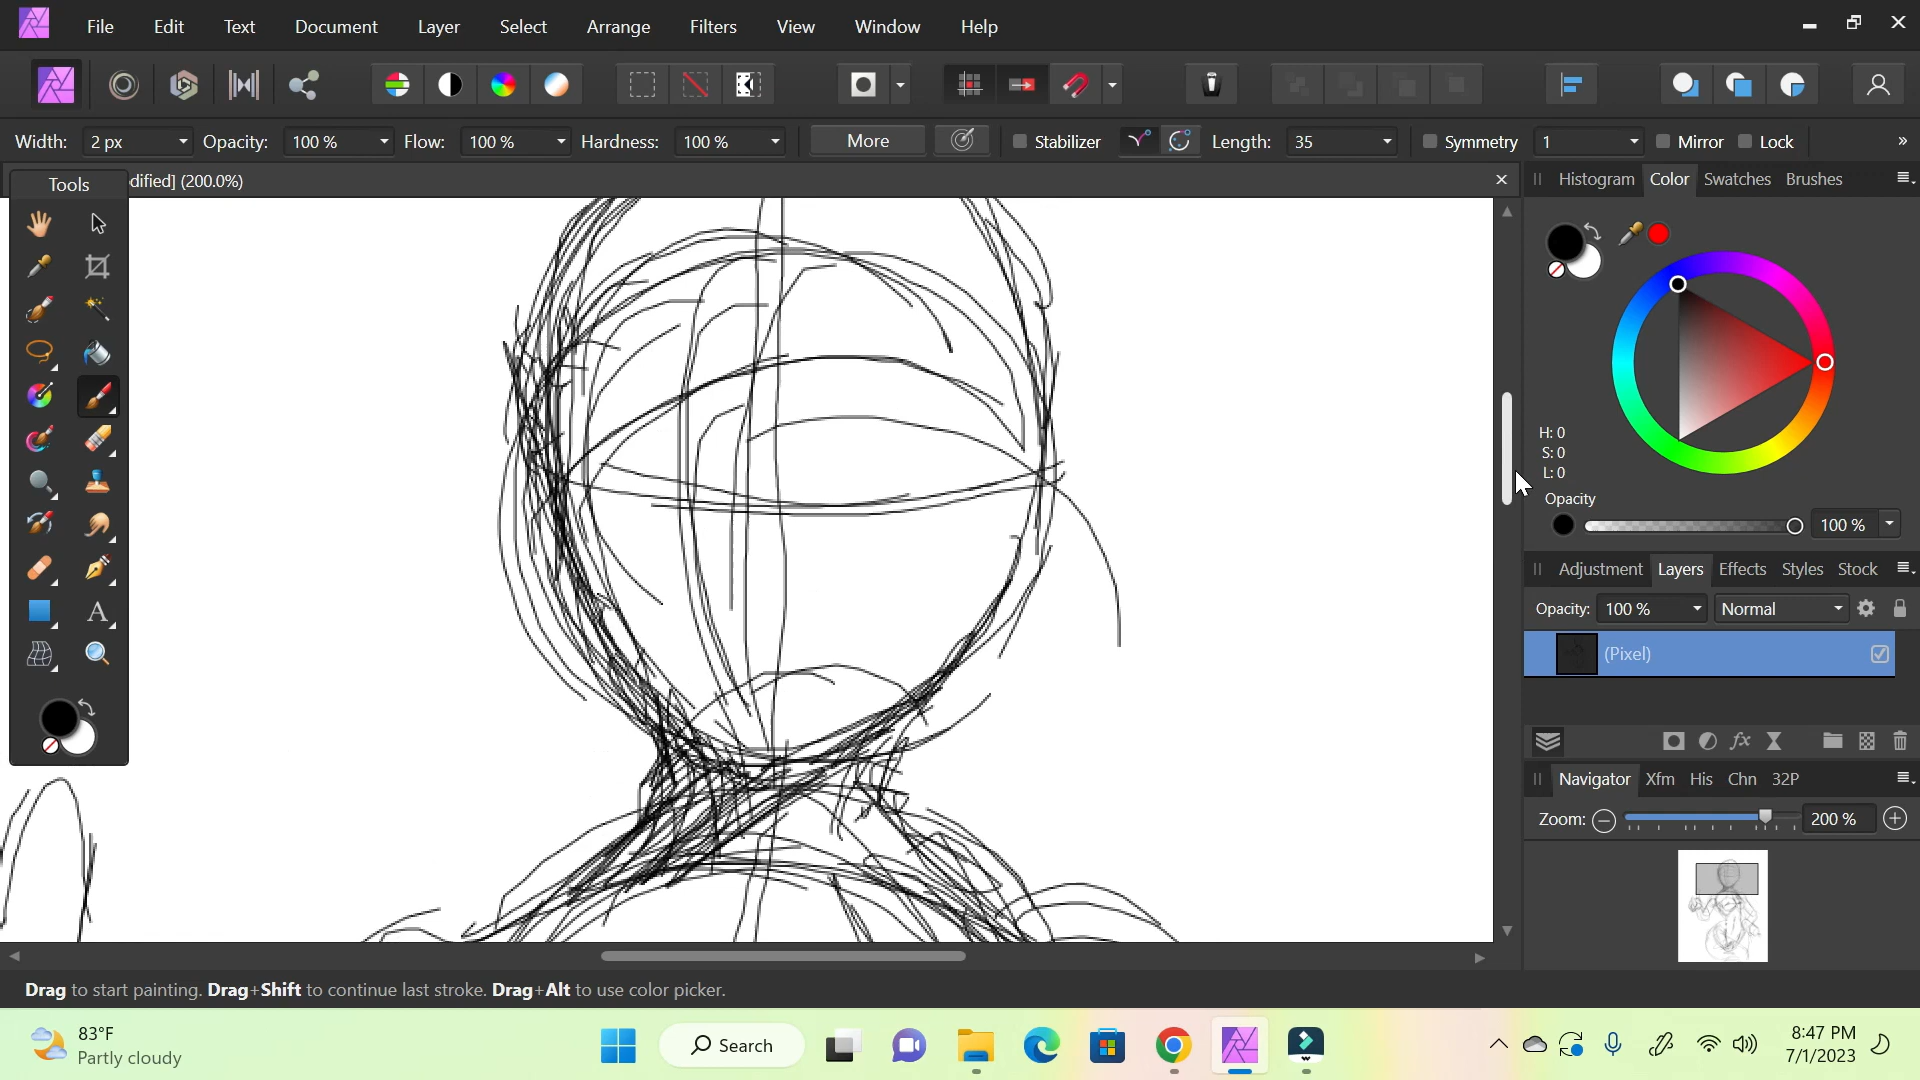 File Edit Text Document Layer Select Arrange Filters View Window Help
Width: 2 px Opacity: 100 % Flow: 100 % Hardness: 100 % More Stabilizer Length: 35 Symmetry 1 Mirror Lock »
Tools
dified] (200.0%)
Histogram Color Swatches Brushes
H: 0
S: 0
L: 0
Opacity
100 %
Adjustment Layers Effects Styles Stock
Opacity: 100 % Normal
(Pixel)
fx
Navigator Xfm His Chn 32P
Zoom: 200 %
A
Drag to start painting. Drag+Shift to continue last stroke. Drag+Alt to use color picker.
83°F
Partly cloudy
Search
8:47 PM
7/1/2023